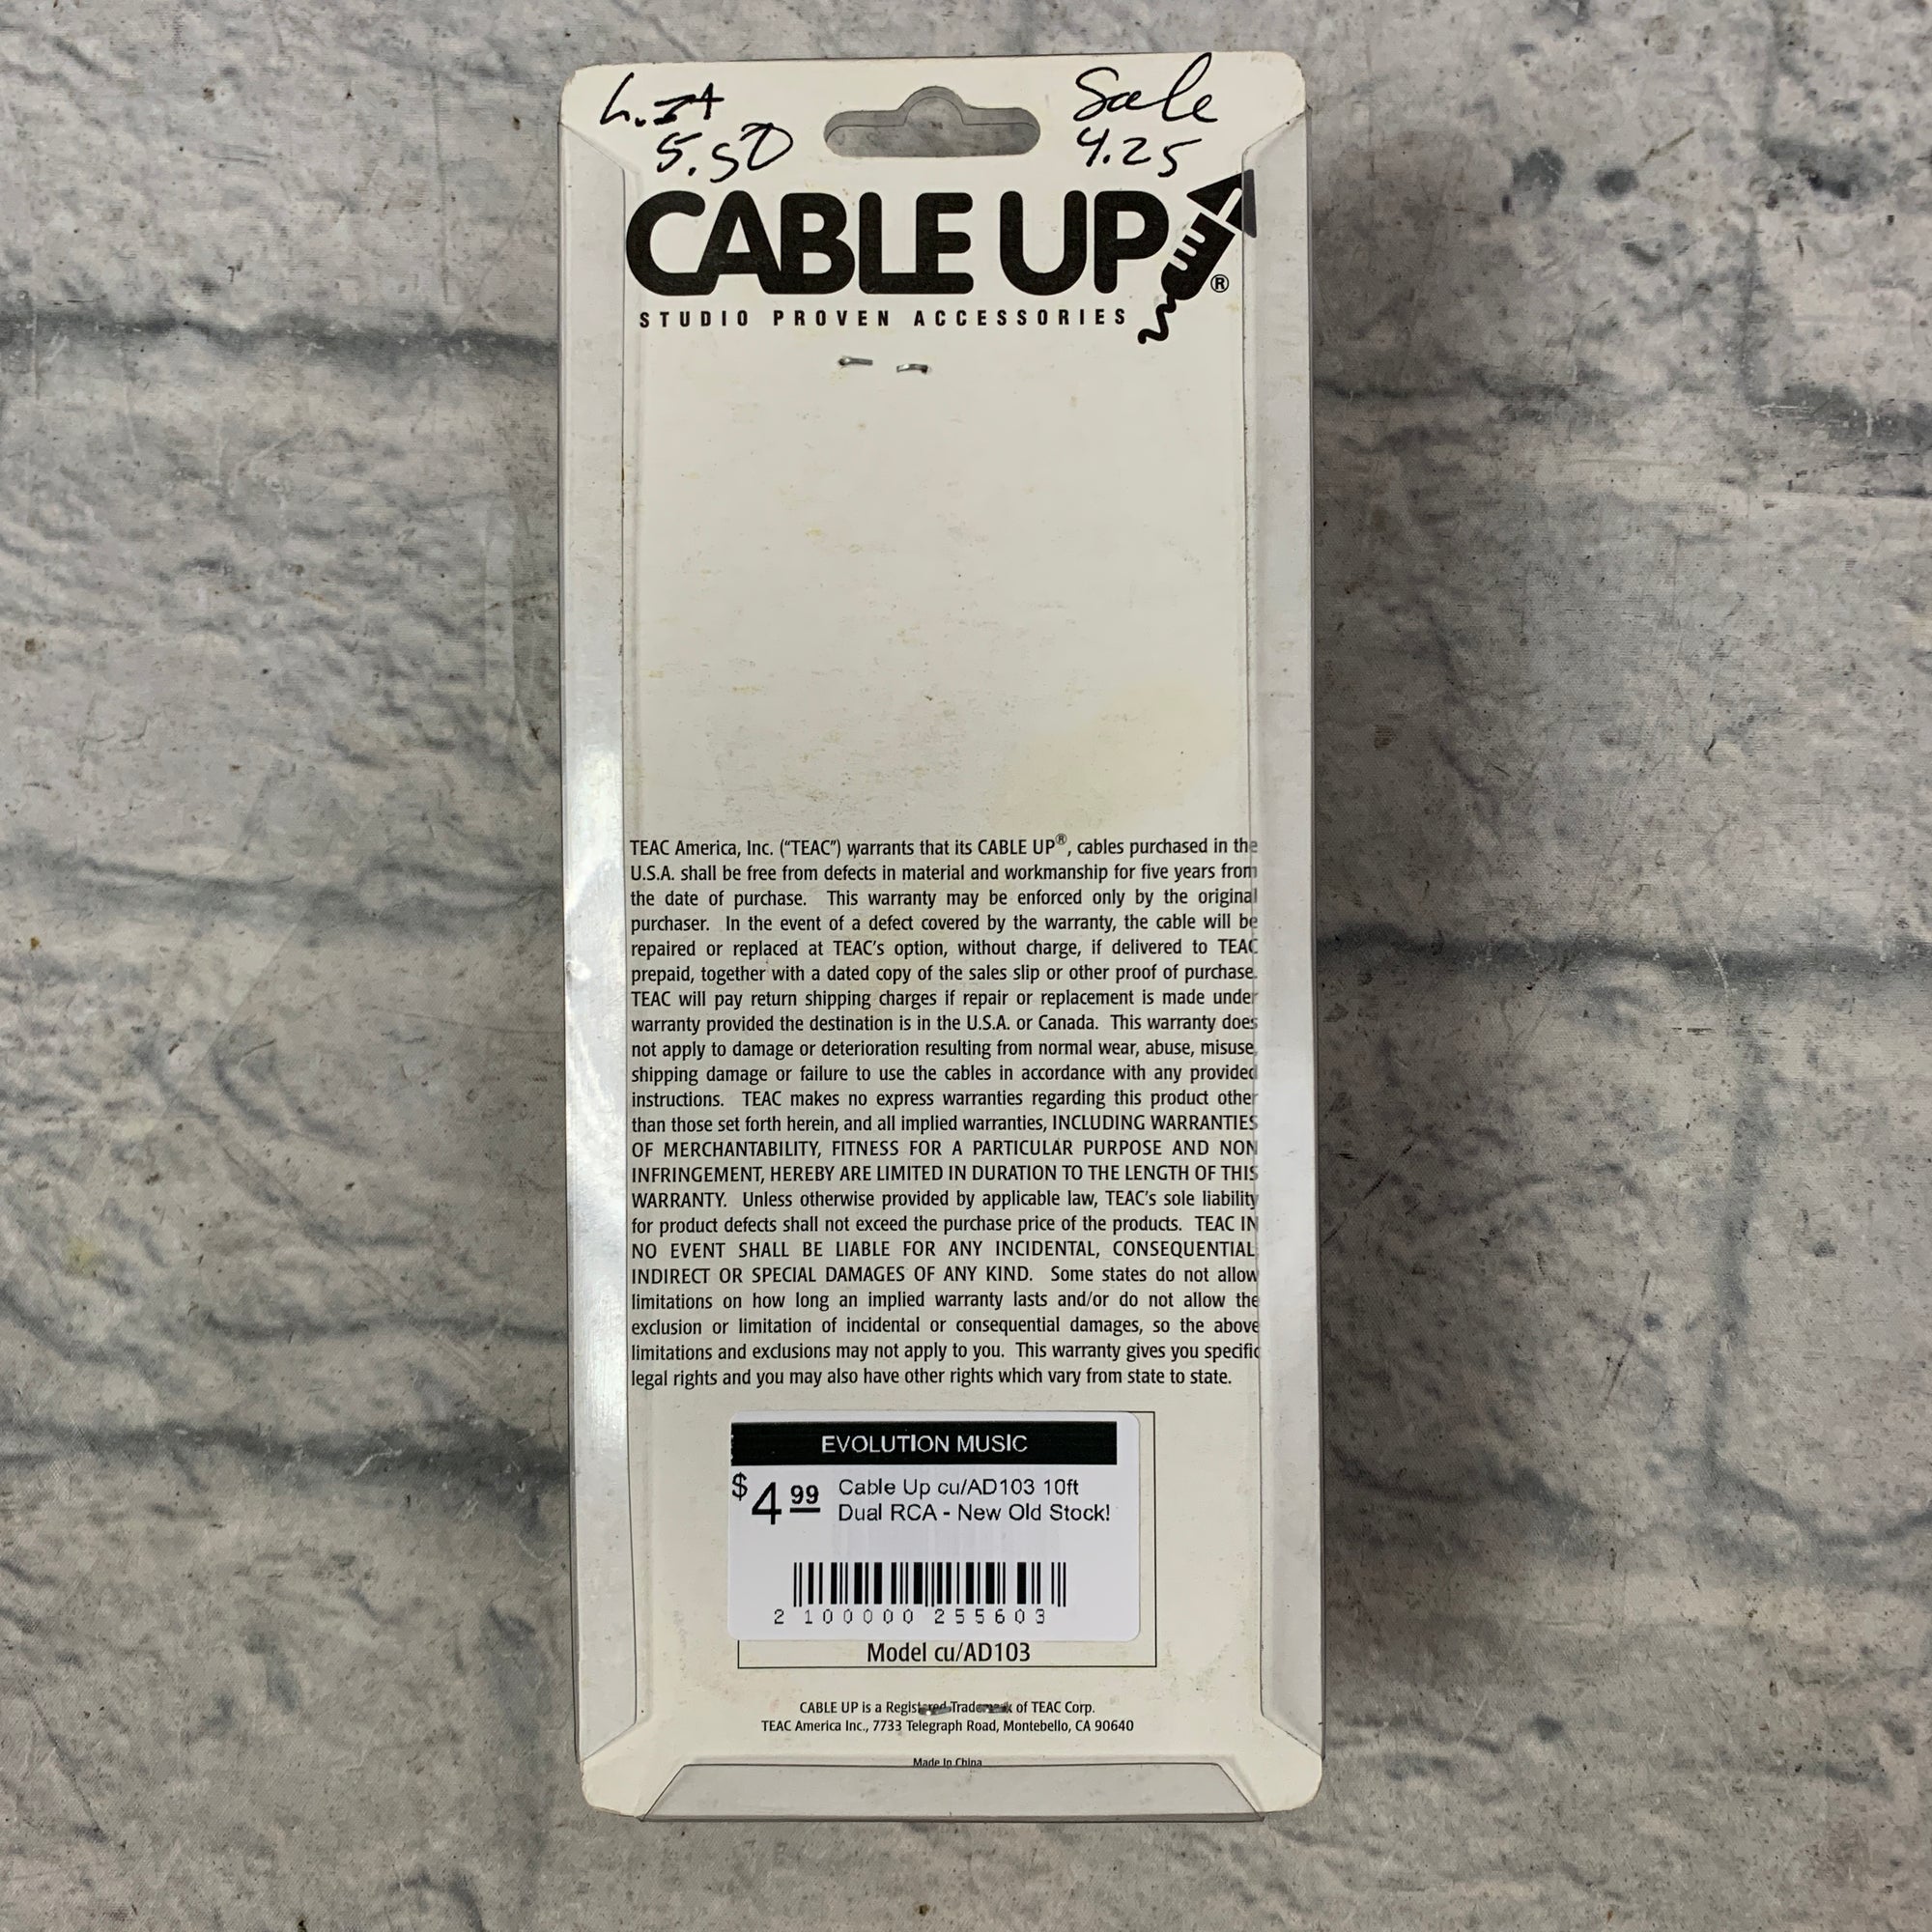 List
5.50
Sale
4.25
CABLE UP®
STUDIO PROVEN ACCESSORIES
TEAC America, Inc. (“TEAC”) warrants that its CABLE UP®, cables purchased in the
U.S.A. shall be free from defects in material and workmanship for five years from
the date of purchase. This warranty may be enforced only by the original
purchaser. In the event of a defect covered by the warranty, the cable will be
repaired or replaced at TEAC’s option, without charge, if delivered to TEAC
prepaid, together with a dated copy of the sales slip or other proof of purchase.
TEAC will pay return shipping charges if repair or replacement is made under
warranty provided the destination is in the U.S.A. or Canada. This warranty does
not apply to damage or deterioration resulting from normal wear, abuse, misuse,
shipping damage or failure to use the cables in accordance with any provided
instructions. TEAC makes no express warranties regarding this product other
than those set forth herein, and all implied warranties, INCLUDING WARRANTIES
OF MERCHANTABILITY, FITNESS FOR A PARTICULAR PURPOSE AND NON
INFRINGEMENT, HEREBY ARE LIMITED IN DURATION TO THE LENGTH OF THIS
WARRANTY. Unless otherwise provided by applicable law, TEAC’s sole liability
for product defects shall not exceed the purchase price of the products. TEAC IN
NO EVENT SHALL BE LIABLE FOR ANY INCIDENTAL, CONSEQUENTIAL,
INDIRECT OR SPECIAL DAMAGES OF ANY KIND. Some states do not allow
limitations on how long an implied warranty lasts and/or do not allow the
exclusion or limitation of incidental or consequential damages, so the above
limitations and exclusions may not apply to you. This warranty gives you specific
legal rights and you may also have other rights which vary from state to state.
EVOLUTION MUSIC
$4.99 Cable Up cu/AD103 10ft
Dual RCA - New Old Stock!
2 100000 255603
Model cu/AD103
CABLE UP is a Registered Trademark of TEAC Corp.
TEAC America Inc., 7733 Telegraph Road, Montebello, CA 90640
Made In China